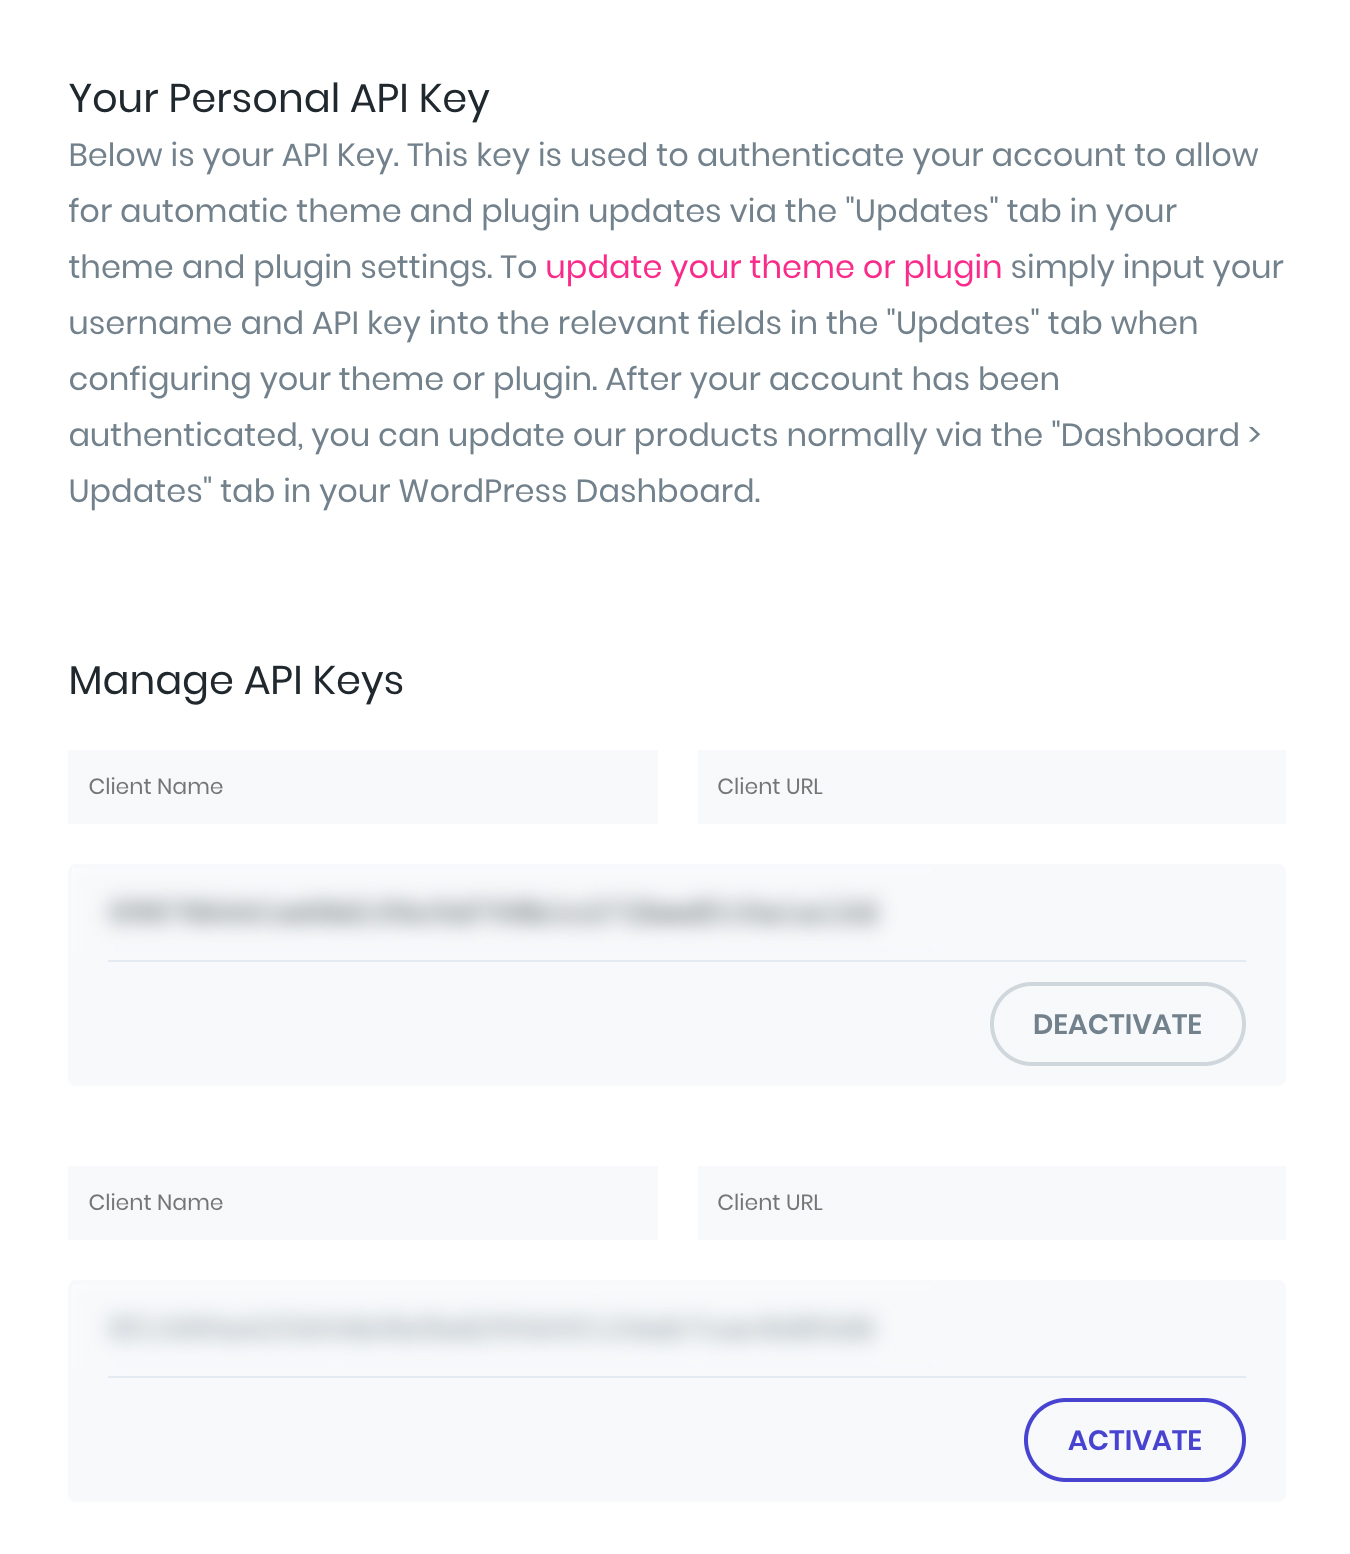 Your Personal API Key
Below is your API Key. This key is used to authenticate your account to allow
for automatic theme and plugin updates via the "Updates" tab in your
theme and plugin settings. To update your theme or plugin simply input your
username and API key into the relevant fields in the "Updates" tab when
configuring your theme or plugin. After your account has been
authenticated, you can update our products normally via the "Dashboard >
Updates" tab in your WordPress Dashboard.
Manage API Keys
Client Name
Client URL
DEACTIVATE
Client Name
Client URL
ACTIVATE